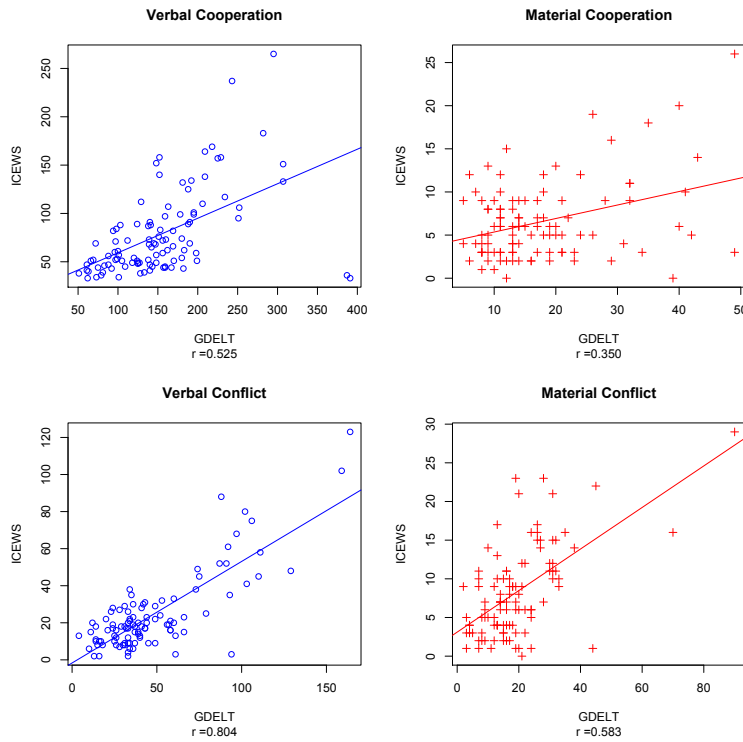 Verbal Cooperation
ICEWS
250
200
150
100
50
50 100 150 200 250 300 350 400
GDELT
r =0.525
Material Cooperation
ICEWS
25
20
15
10
5
0
10 20 30 40 50
GDELT
r =0.350
Verbal Conflict
ICEWS
120
100
80
60
40
20
0
0 50 100 150
GDELT
r =0.804
Material Conflict
ICEWS
30
25
20
15
10
5
0
0 20 40 60 80
GDELT
r =0.583